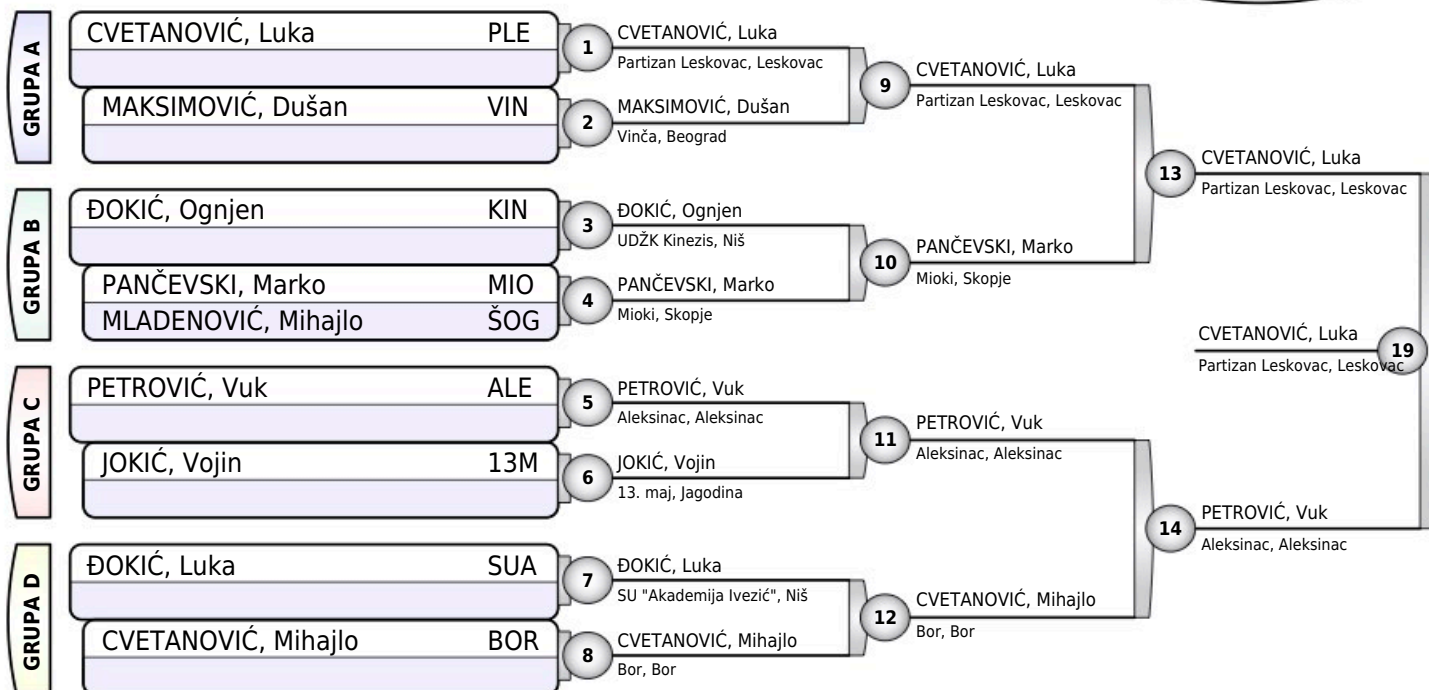 GRUPA A
CVETANOVIĆ, Luka PLE
MAKSIMOVIĆ, Dušan VIN
GRUPA B
ĐOKIĆ, Ognjen KIN
PANČEVSKI, Marko MIO
MLADENOVIĆ, Mihajlo ŠOG
GRUPA C
PETROVIĆ, Vuk ALE
JOKIĆ, Vojin 13M
GRUPA D
ĐOKIĆ, Luka SUA
CVETANOVIĆ, Mihajlo BOR
1
CVETANOVIĆ, Luka
Partizan Leskovac, Leskovac
2
MAKSIMOVIĆ, Dušan
Vinča, Beograd
3
ĐOKIĆ, Ognjen
UDŽK Kinezis, Niš
4
PANČEVSKI, Marko
Mioki, Skopje
5
PETROVIĆ, Vuk
Aleksinac, Aleksinac
6
JOKIĆ, Vojin
13. maj, Jagodina
7
ĐOKIĆ, Luka
SU "Akademija Ivezić", Niš
8
CVETANOVIĆ, Mihajlo
Bor, Bor
9
CVETANOVIĆ, Luka
Partizan Leskovac, Leskovac
10
PANČEVSKI, Marko
Mioki, Skopje
11
PETROVIĆ, Vuk
Aleksinac, Aleksinac
12
CVETANOVIĆ, Mihajlo
Bor, Bor
13
CVETANOVIĆ, Luka
Partizan Leskovac, Leskovac
14
PETROVIĆ, Vuk
Aleksinac, Aleksinac
CVETANOVIĆ, Luka
Partizan Leskovac, Leskovac
19